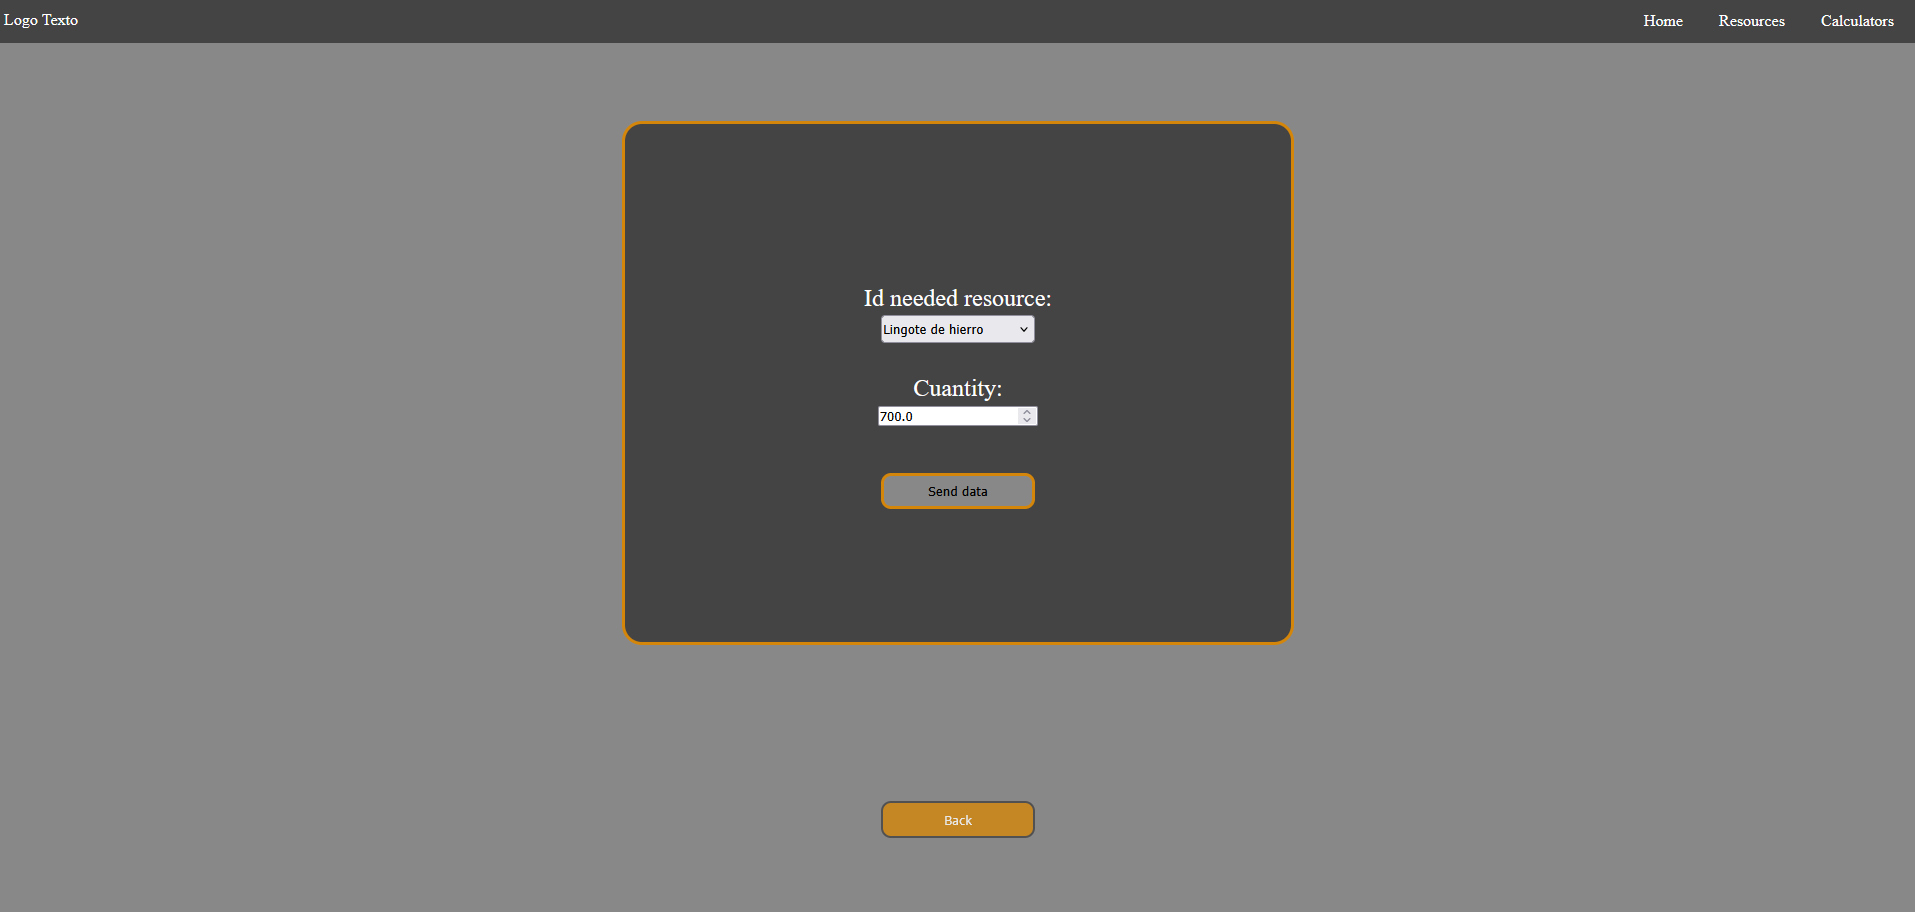 Logo Texto
Home Resources Calculators
Id needed resource:
Lingote de hierro
Cuantity:
700.0
Send data
Back